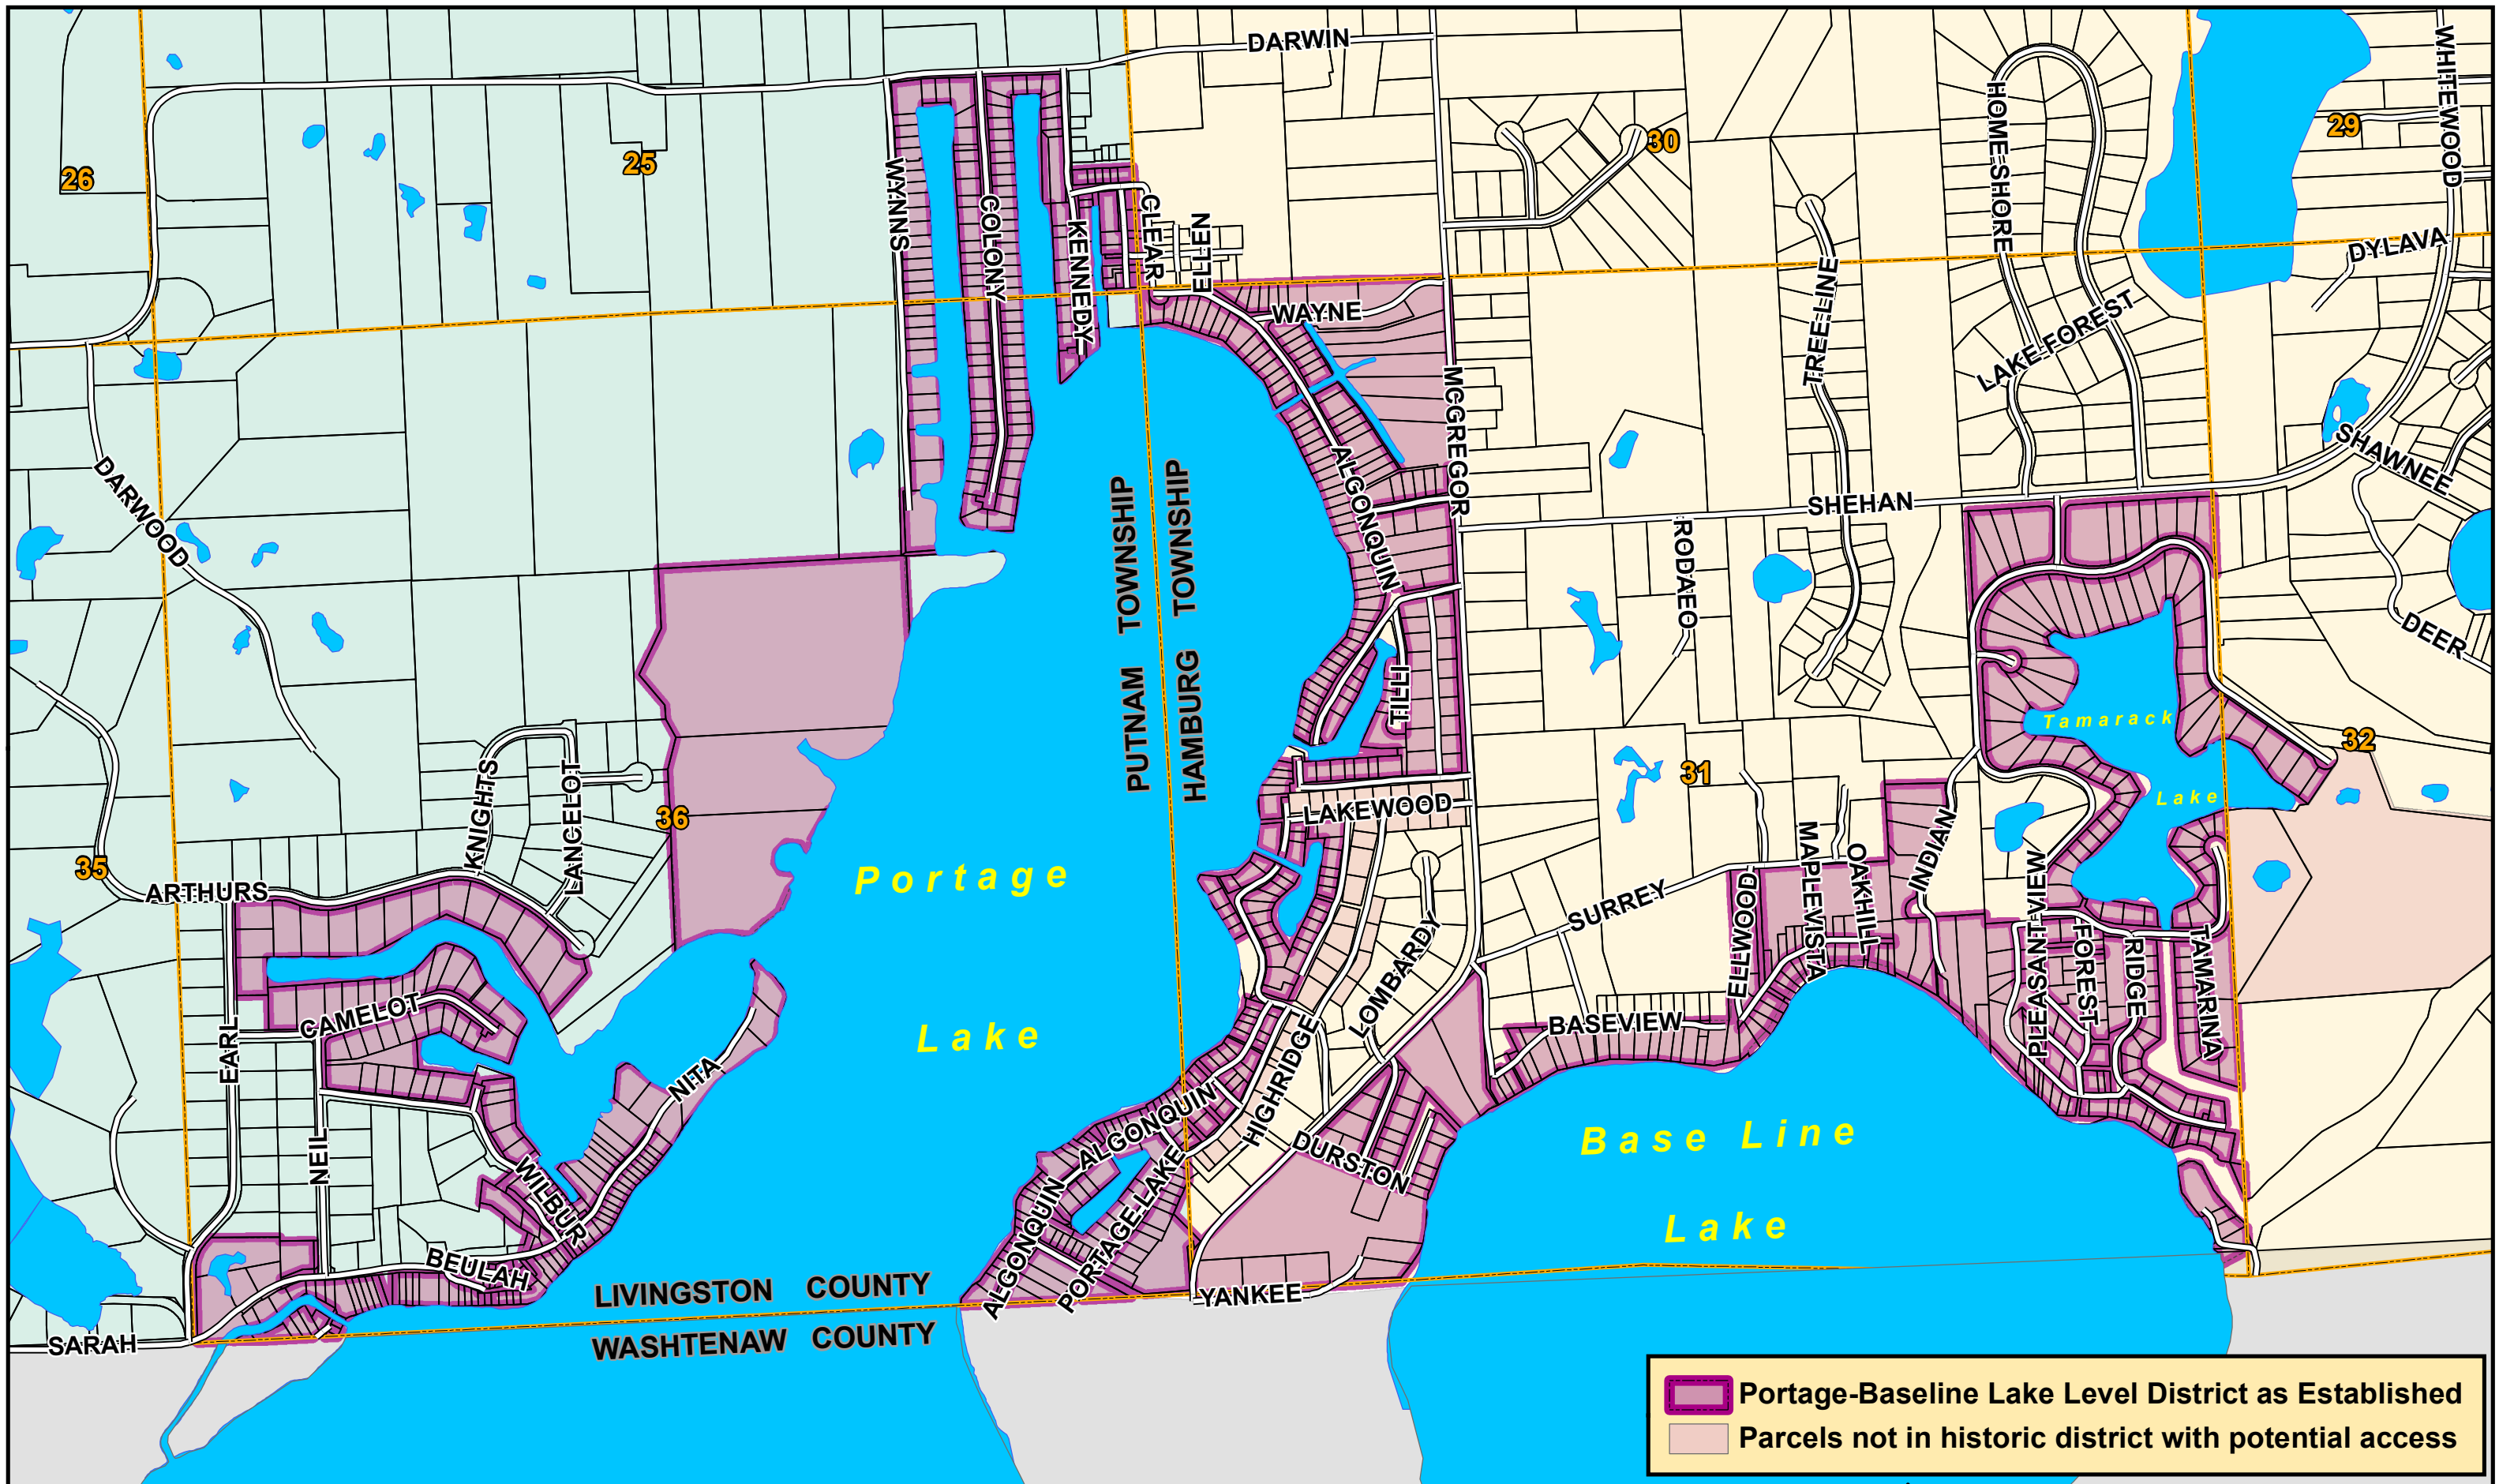 DARWIN
WHITEWOOD
HOME SHORE
29
30
26
25
WYNNS
COLONY
KENNEDY
CLEAR
ELLEN
DYLAVA
TREE LINE
LAKE FOREST
WAYNE
MCGREGOR
ALGONQUIN
SHAWNEE
DARWOOD
PUTNAM TOWNSHIP
HAMBURG TOWNSHIP
SHEHAN
RODAEO
DEER
TILLI
Tamarack
Lake
32
31
36
35
KNIGHTS
LANCELOT
ARTHURS
LAKEWOOD
Portage
Lake
SURREY
ELLWOOD
MAPLEVISTA
OAKHILL
INDIAN
PLEASANTVIEW
FOREST
RIDGE
TAMARINA
LOMBARDY
BASEVIEW
CAMELOT
EARL
NEIL
NITA
WILBUR
BEULAH
HIGHRIDGE
ALGONQUIN
DURSTON
ALGONQUIN
PORTAGE LAKE
Base Line
Lake
YANKEE
LIVINGSTON COUNTY
WASHTENAW COUNTY
SARAH
Portage-Baseline Lake Level District as Established
Parcels not in historic district with potential access